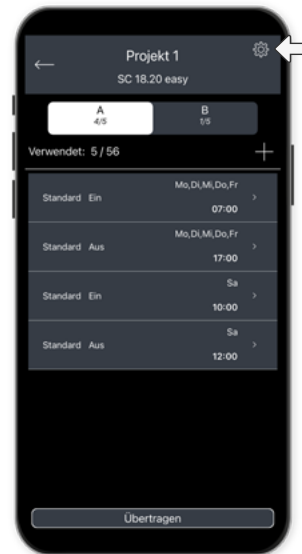 Projekt 1
SC 18.20 easy
A B
4/5 1/5
Verwendet: 5 / 56
Mo,Di,Mi,Do,Fr
Standard Ein
07:00
Mo,Di,Mi,Do,Fr
Standard Aus
17:00
Sa
Standard Ein
10:00
Sa
Standard Aus
12:00
Übertragen